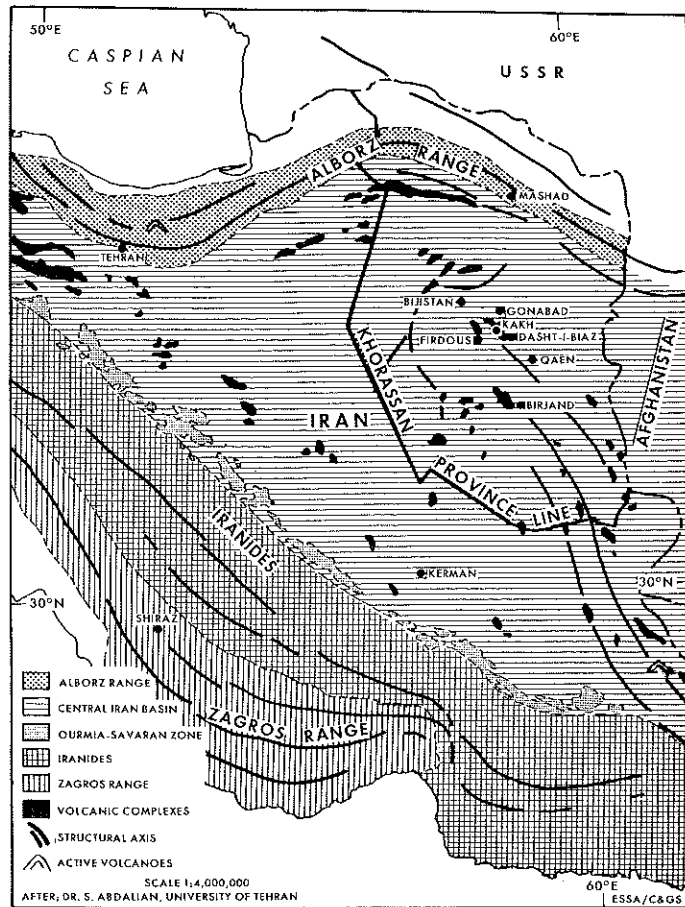 50°E
60°E
CASPIAN
SEA
USSR
ALBORZ RANGE
MASHAD
TEHRAN
BIJISTAN
GONABAD
KAKH
FIRDOUS
DASHT-I-BIAZ
QAEN
KHORASSAN
AFGHANISTAN
BIRJAND
IRAN
PROVINCE LINE
IRANIDES
KERMAN
30°N
30°N
SHIRAZ
ZAGROS RANGE
ALBORZ RANGE
CENTRAL IRAN BASIN
OURMIA-SAVARAN ZONE
IRANIDES
ZAGROS RANGE
VOLCANIC COMPLEXES
STRUCTURAL AXIS
ACTIVE VOLCANOES
SCALE 1:4,000,000
AFTER; DR. S. ABDALIAN, UNIVERSITY OF TEHRAN
60°E
ESSA/C&GS